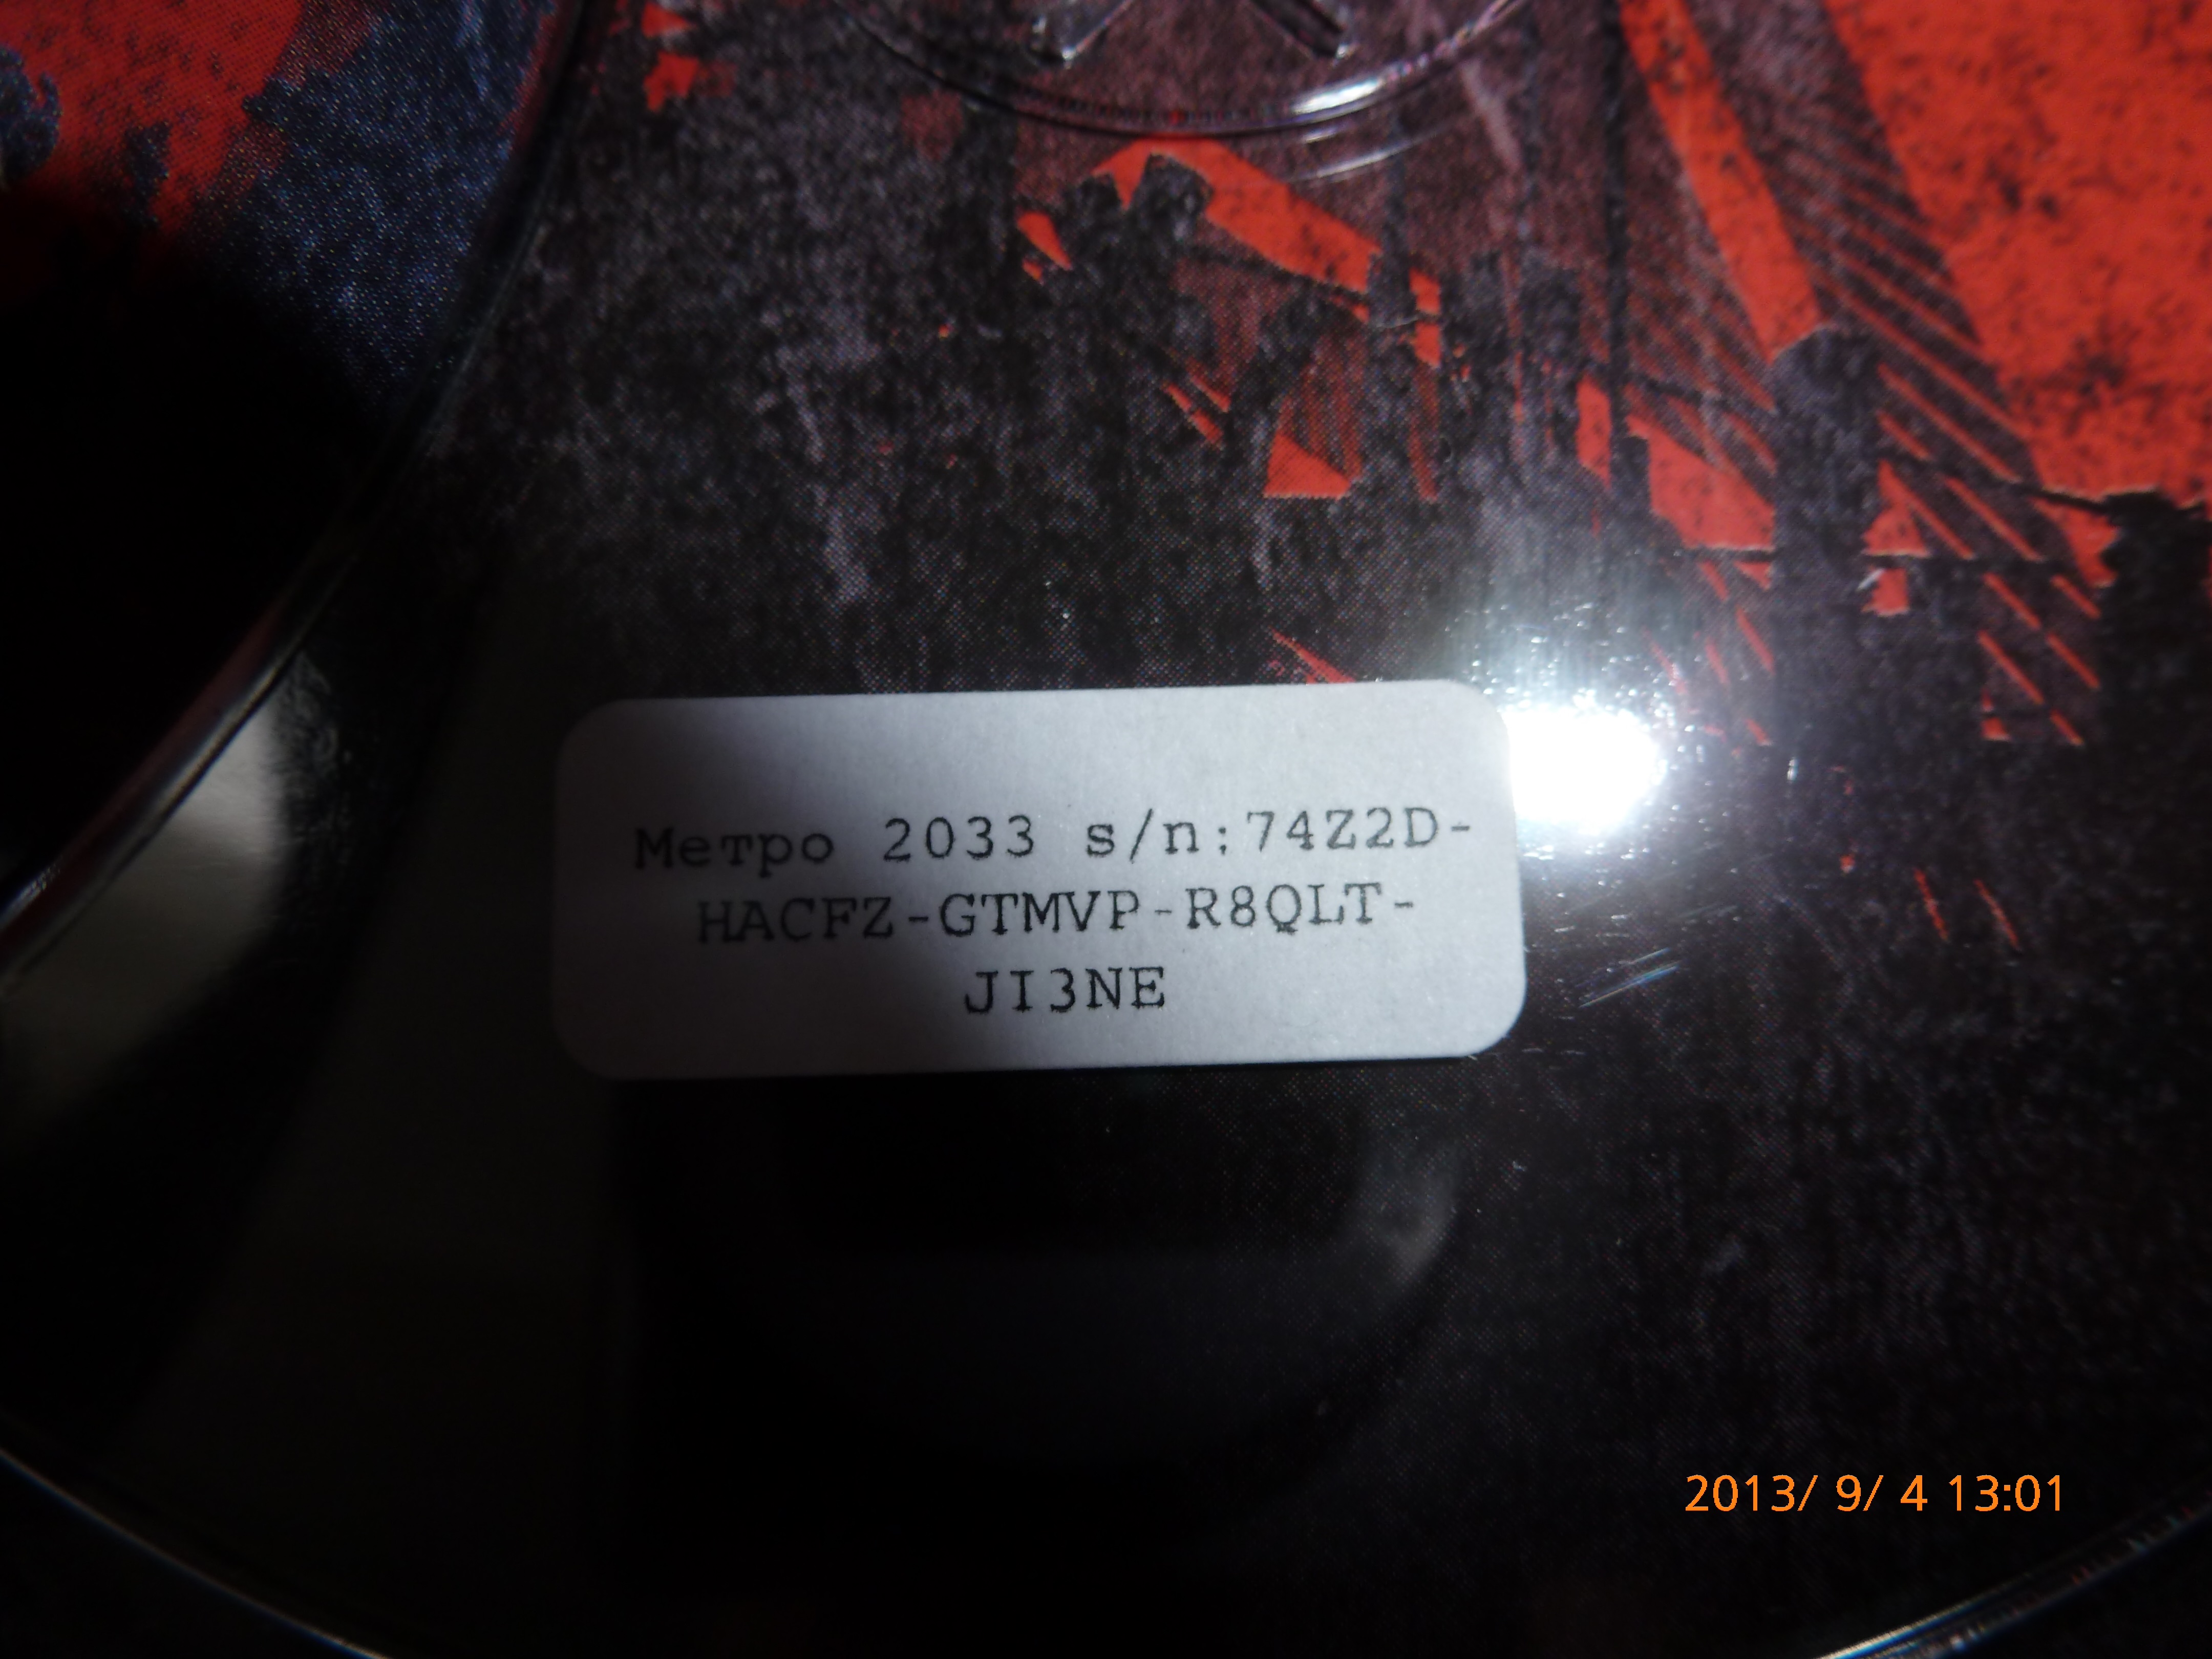 Метро 2033 s/n:74Z2D-
HACFZ-GTMVP-R8QLT-
JI3NE
2013/ 9/ 4 13:01